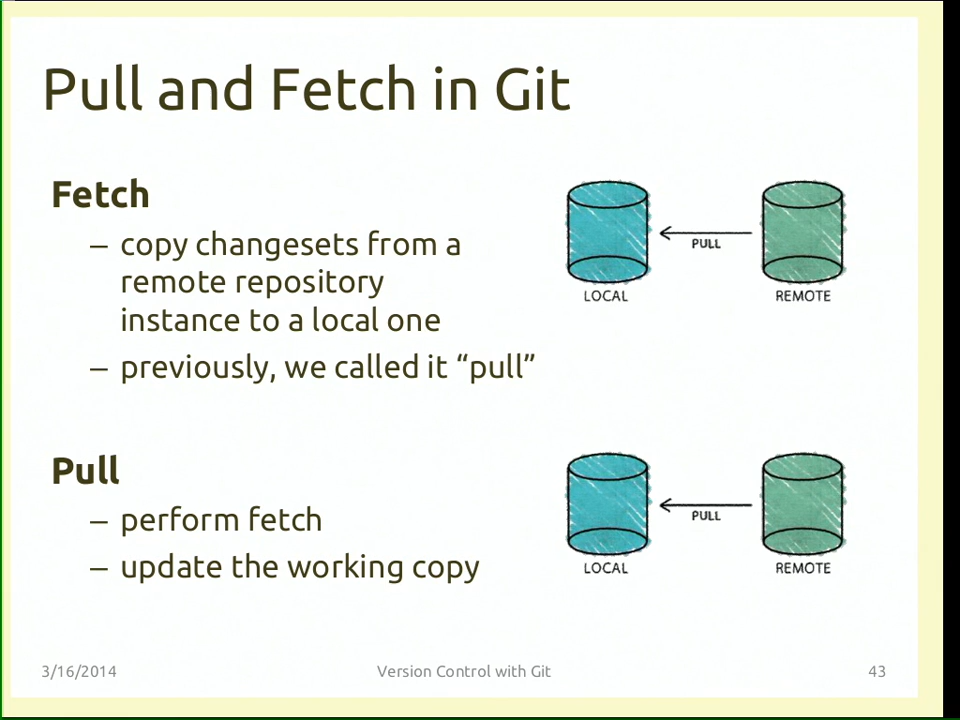 Pull and Fetch in Git
Fetch
– copy changesets from a
remote repository
instance to a local one
– previously, we called it “pull”
PULL
LOCAL
REMOTE
Pull
– perform fetch
– update the working copy
PULL
LOCAL
REMOTE
3/16/2014
Version Control with Git
43